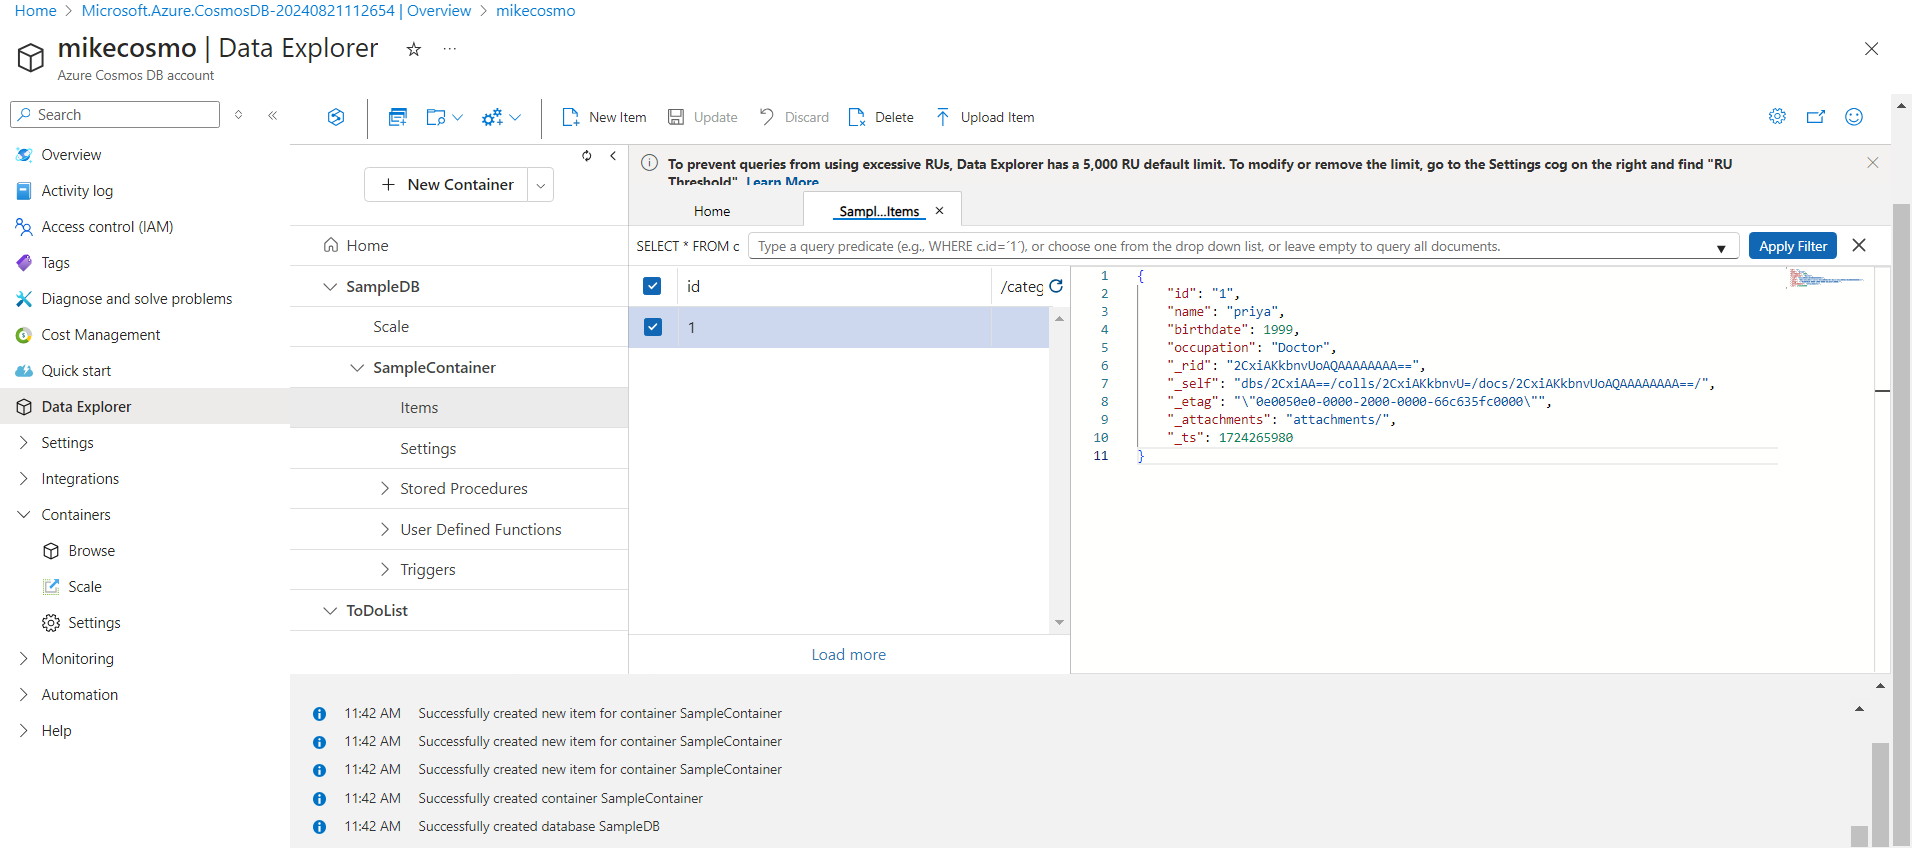 Home > Microsoft.Azure.CosmosDB-20240821112654 | Overview > mikecosmo
mikecosmo | Data Explorer
Azure Cosmos DB account
Search
Overview
Activity log
Access control (IAM)
Tags
Diagnose and solve problems
Cost Management
Quick start
Data Explorer
Settings
Integrations
Containers
Browse
Scale
Settings
Monitoring
Automation
Help
New Item Update Discard Delete Upload Item
New Container
Home
SampleDB
Scale
SampleContainer
Items
Settings
Stored Procedures
User Defined Functions
Triggers
ToDoList
To prevent queries from using excessive RUs, Data Explorer has a 5,000 RU default limit. To modify or remove the limit, go to the Settings cog on the right and find "RU
Threshold". Learn More
Home Sampl...Items
SELECT * FROM c Type a query predicate (e.g., WHERE c.id=´1´), or choose one from the drop down list, or leave empty to query all documents. Apply Filter
id /categ
1
Load more
1 {
2 "id": "1",
3 "name": "priya",
4 "birthdate": 1999,
5 "occupation": "Doctor",
6 "_rid": "2CxiAKkbnvUoAQAAAAAAAA==",
7 "_self": "dbs/2CxiAA==/colls/2CxiAKkbnvU=/docs/2CxiAKkbnvUoAQAAAAAAAA==/",
8 "_etag": "\"0e0050e0-0000-2000-0000-66c635fc0000\"",
9 "_attachments": "attachments/",
10 "_ts": 1724265980
11 }
11:42 AM Successfully created new item for container SampleContainer
11:42 AM Successfully created new item for container SampleContainer
11:42 AM Successfully created new item for container SampleContainer
11:42 AM Successfully created container SampleContainer
11:42 AM Successfully created database SampleDB